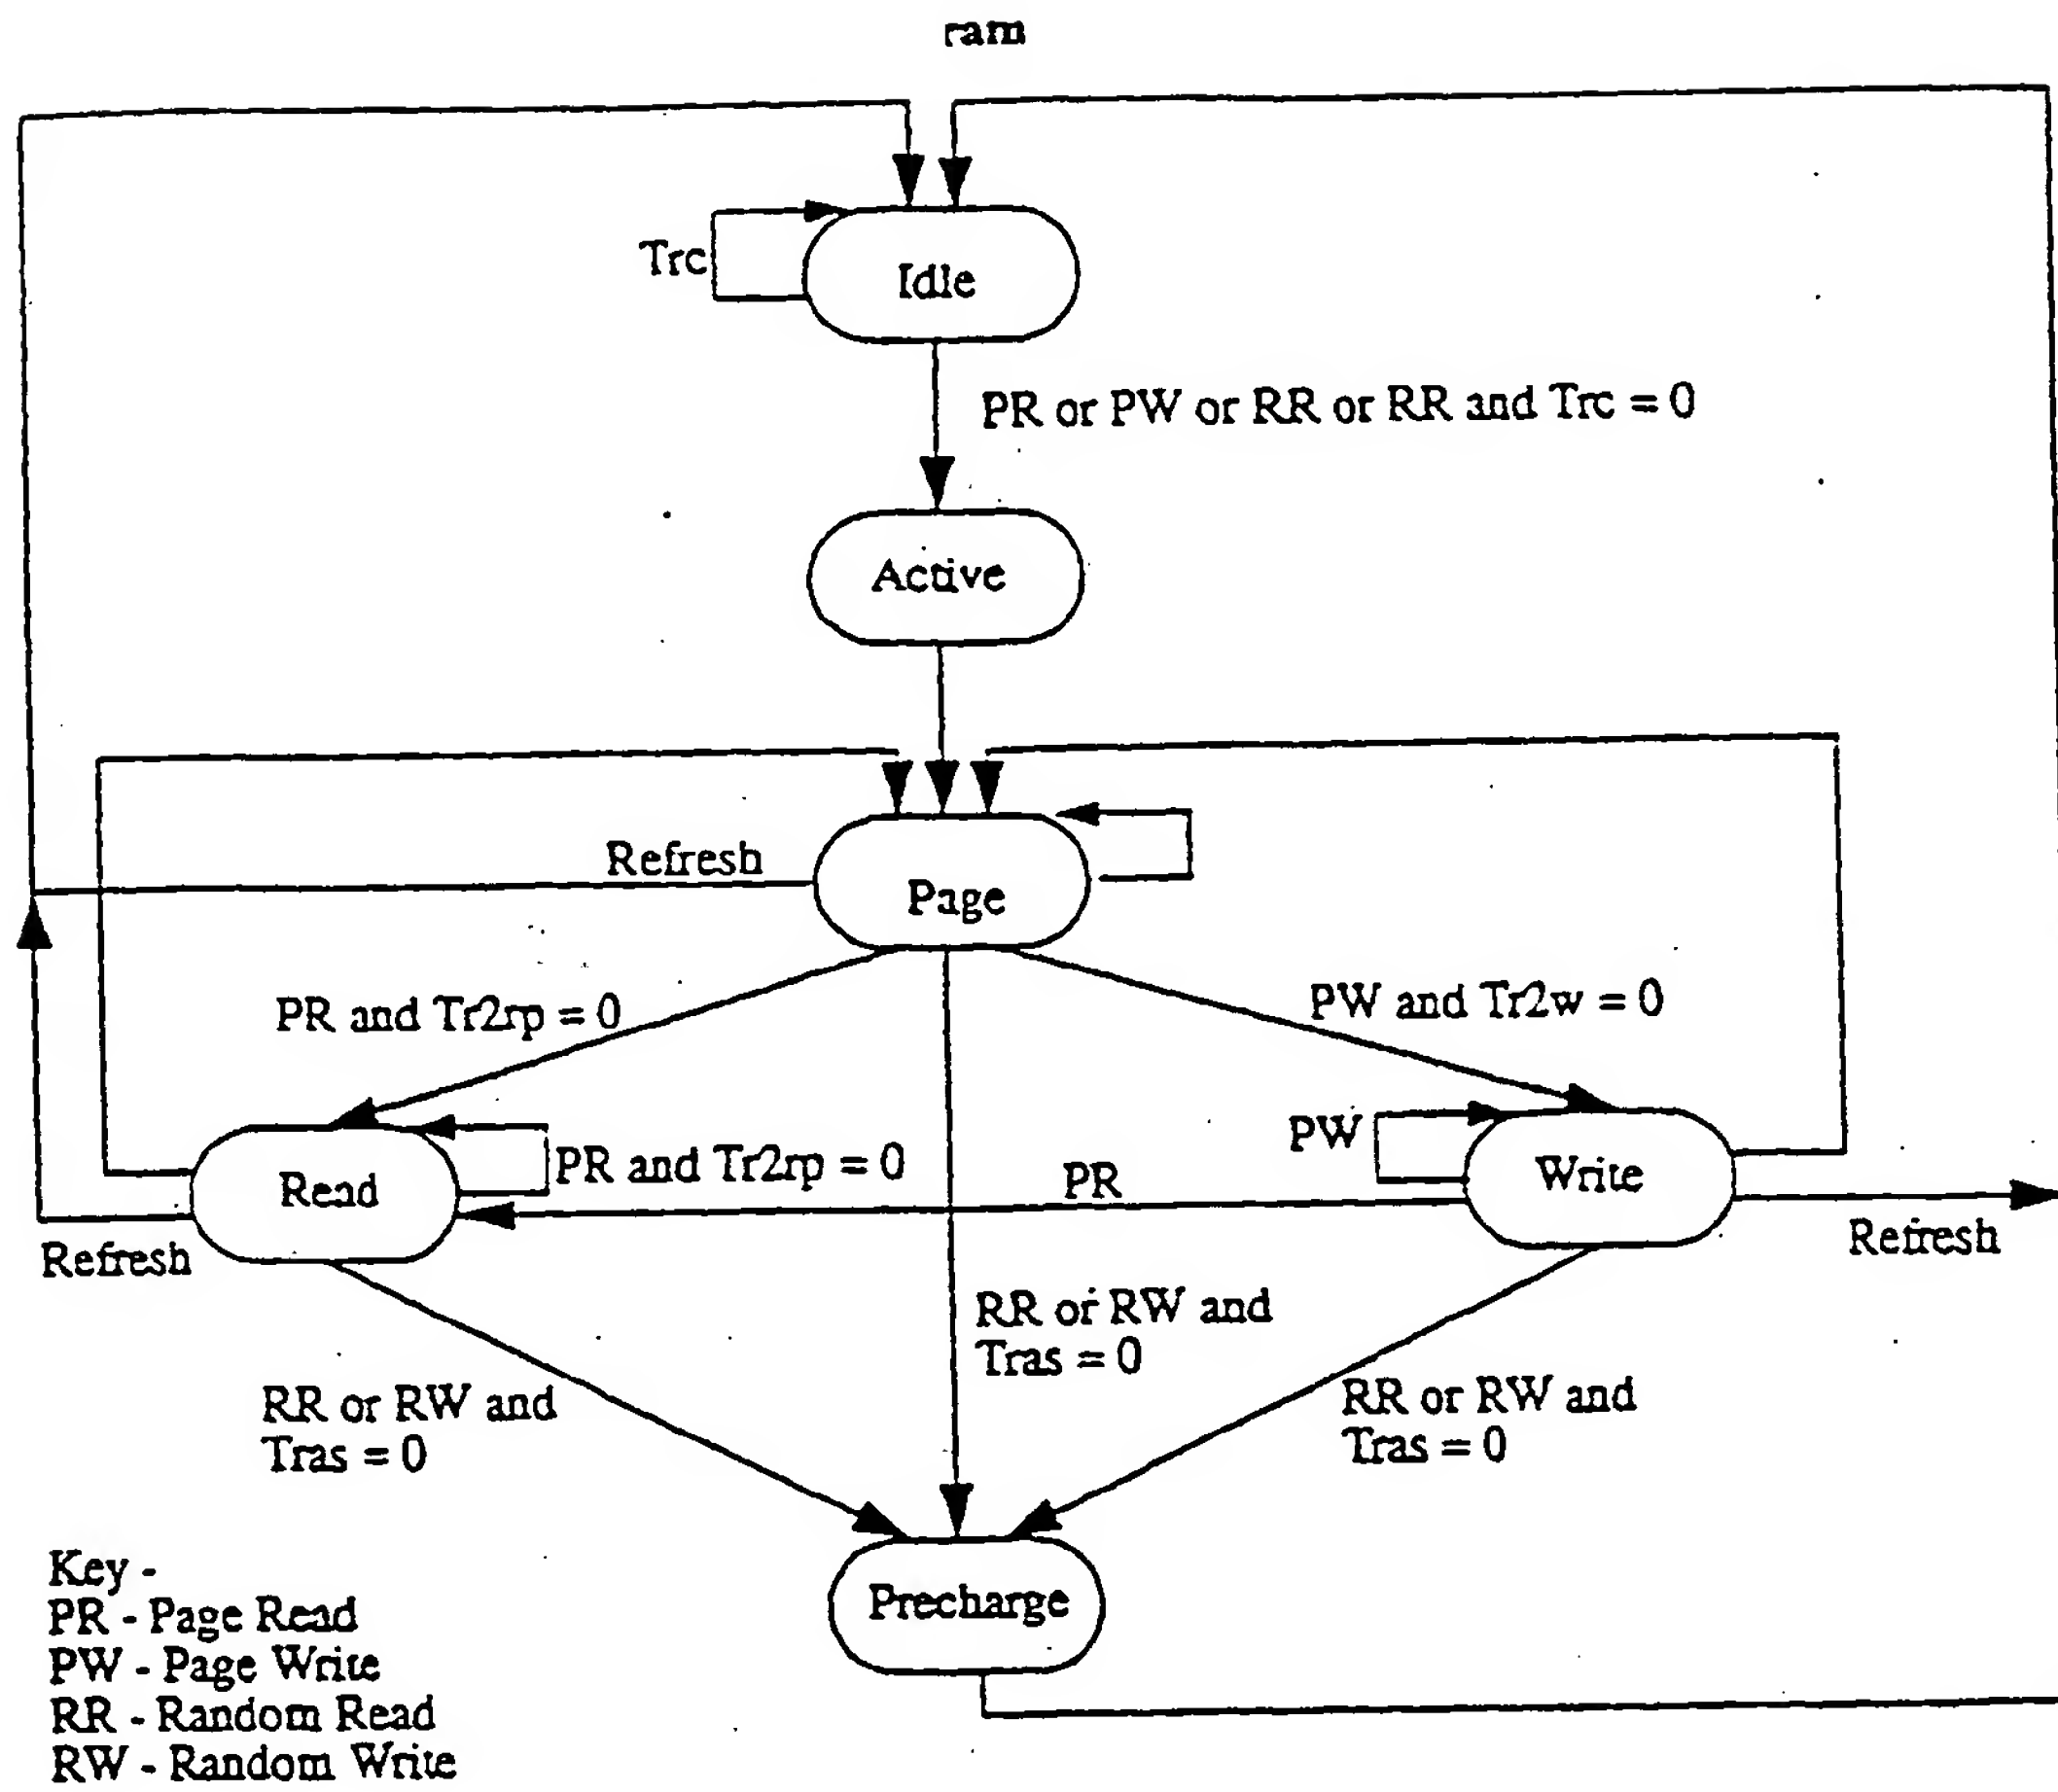 ram
Trc
Idle
PR or PW or RR or RR and Trc = 0
Active
Refresh
Page
PR and Tr2rp = 0
PW and Tr2w = 0
PW
Read
PR and Tr2rp = 0
PR
Write
Refresh
Refresh
RR or RW and
Tras = 0
RR or RW and
Tras = 0
RR or RW and
Tras = 0
Precharge
Key -
PR - Page Read
PW - Page Write
RR - Random Read
RW - Random Write